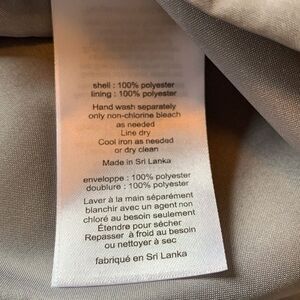 shell : 100% polyester
lining : 100% polyester
Hand wash separately
only non-chlorine bleach
as needed
Line dry
Cool iron as needed
or dry clean
Made in Sri Lanka
enveloppe : 100% polyester
doublure : 100% polyester
Laver à la main séparément
blanchir avec un agent non
chloré au besoin seulement
Étendre pour sécher
Repasser à froid au besoin
ou nettoyer à sec
fabriqué en Sri Lanka